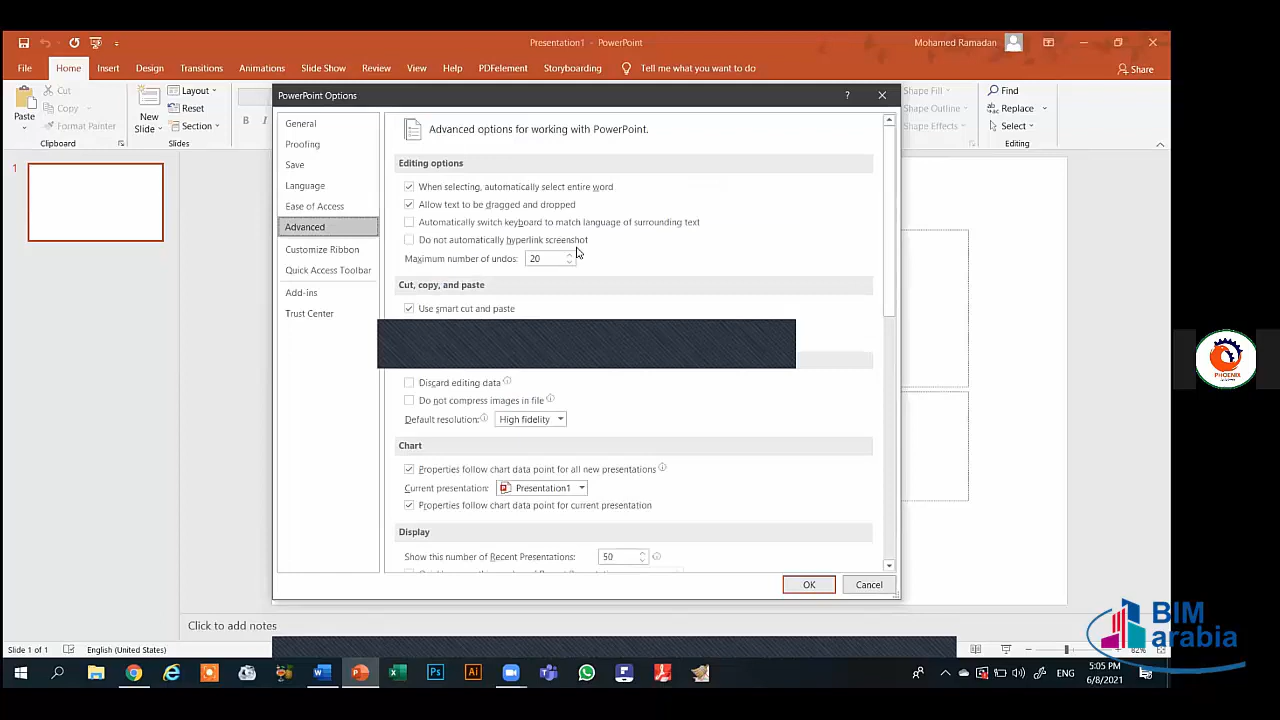 Presentation1 - PowerPoint
Mohamed Ramadan
File Home Insert Design Transitions Animations Slide Show Review View Help PDFelement Storyboarding Tell me what you want to do
Share
Paste
Cut
Copy
Format Painter
Clipboard
New
Slide
Layout
Reset
Section
Slides
B I
Shape Fill
Shape Outline
Shape Effects
Find
Replace
Select
Editing
1
PowerPoint Options
?
General
Proofing
Save
Language
Ease of Access
Advanced
Customize Ribbon
Quick Access Toolbar
Add-ins
Trust Center
Advanced options for working with PowerPoint.
Editing options
When selecting, automatically select entire word
Allow text to be dragged and dropped
Automatically switch keyboard to match language of surrounding text
Do not automatically hyperlink screenshot
Maximum number of undos: 20
Cut, copy, and paste
Use smart cut and paste
Discard editing data
Do not compress images in file
Default resolution: High fidelity
Chart
Properties follow chart data point for all new presentations
Current presentation: Presentation1
Properties follow chart data point for current presentation
Display
Show this number of Recent Presentations: 50
OK Cancel
Click to add notes
Slide 1 of 1 English (United States)
82%
ENG
5:05 PM
6/8/2021
PHOENIX
BIM
arabia